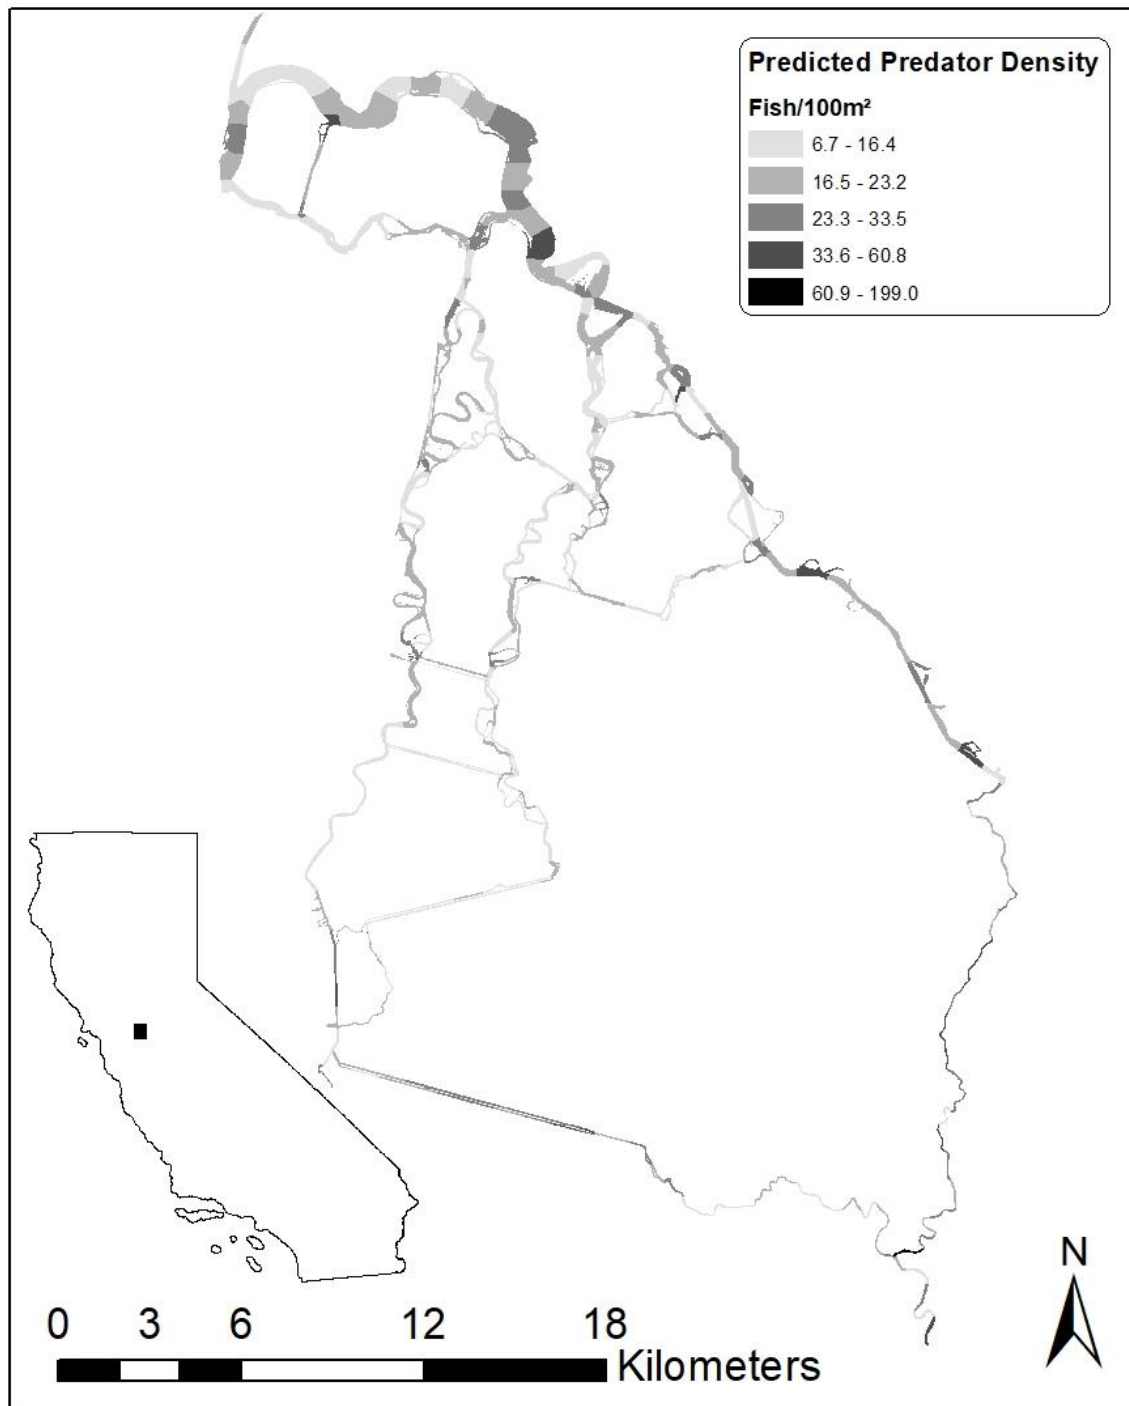 Predicted Predator Density
Fish/100m²
6.7 - 16.4
16.5 - 23.2
23.3 - 33.5
33.6 - 60.8
60.9 - 199.0
N
0 3 6 12 18
Kilometers